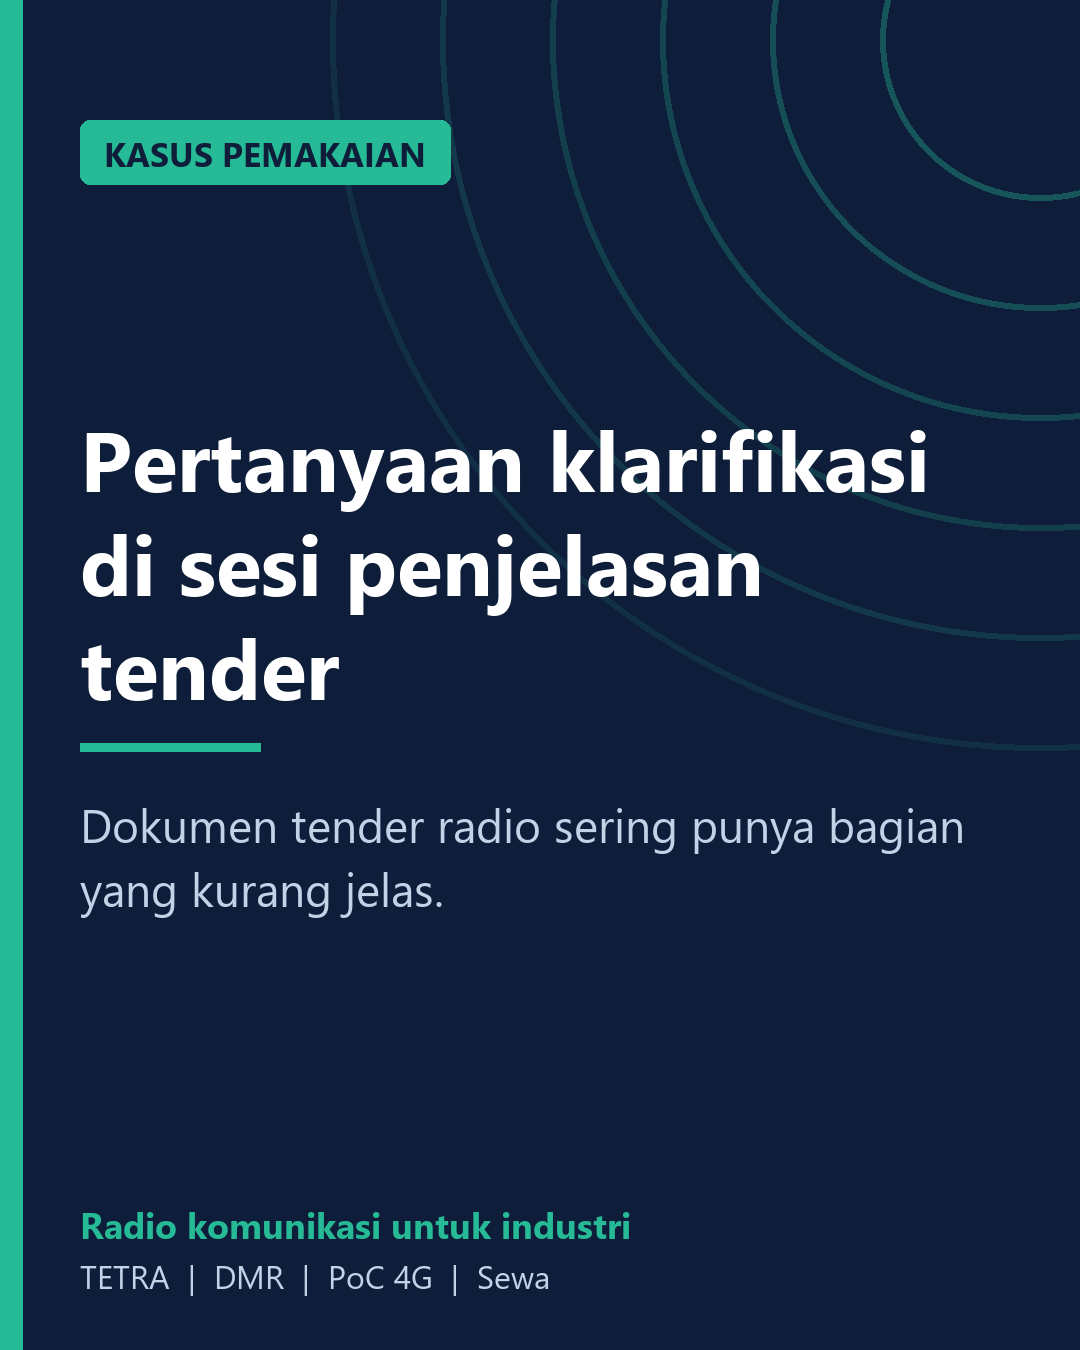 KASUS PEMAKAIAN
Pertanyaan klarifikasi
di sesi penjelasan
tender
Dokumen tender radio sering punya bagian
yang kurang jelas.
Radio komunikasi untuk industri
TETRA | DMR | PoC 4G | Sewa